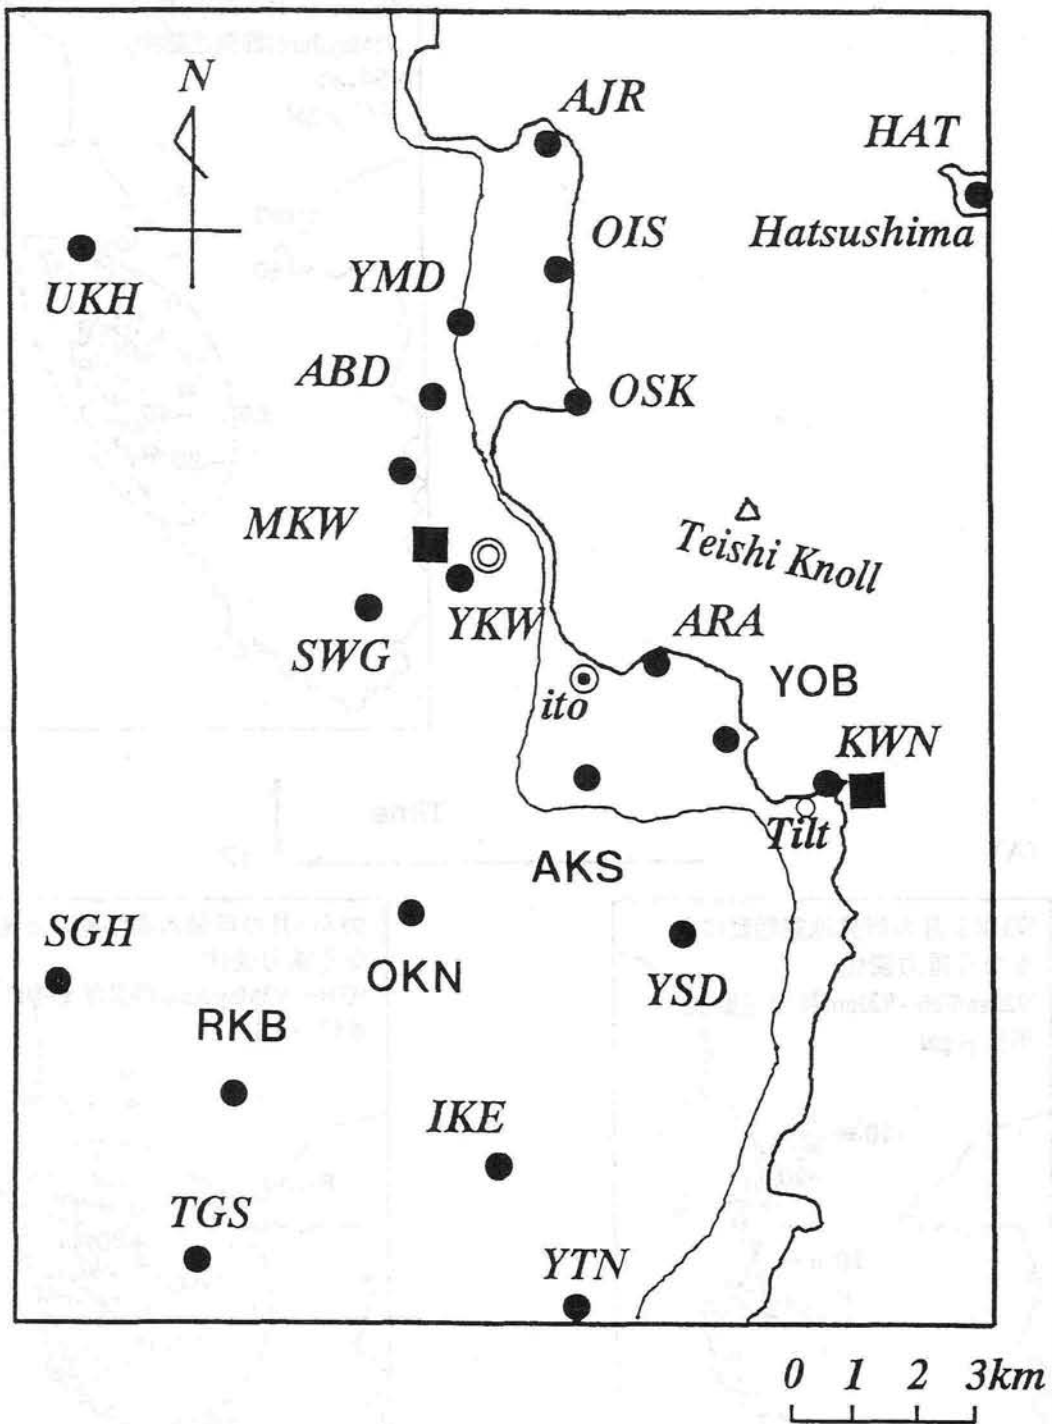 N
AJR
HAT
OIS
Hatsushima
YMD
UKH
ABD
OSK
MKW
Teishi Knoll
YKW
ARA
SWG
YOB
ito
KWN
Tilt
AKS
SGH
OKN
YSD
RKB
IKE
TGS
YTN
0 1 2 3km